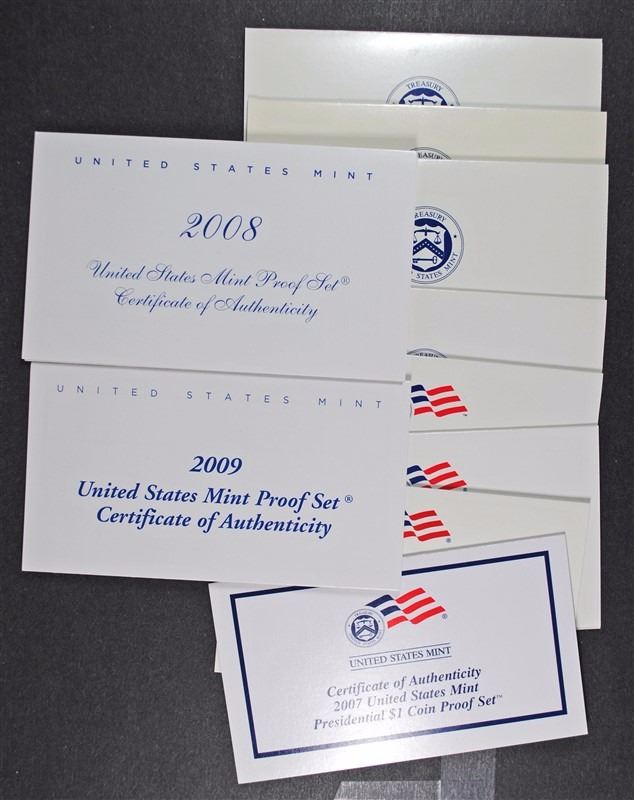 TREASURY
TREASURY
UNITED STATES MINT
2008
United States Mint Proof Set®
Certificate of Authenticity
UNITED STATES MINT
2009
United States Mint Proof Set®
Certificate of Authenticity
UNITED STATES MINT
Certificate of Authenticity
2007 United States Mint
Presidential $1 Coin Proof Set™